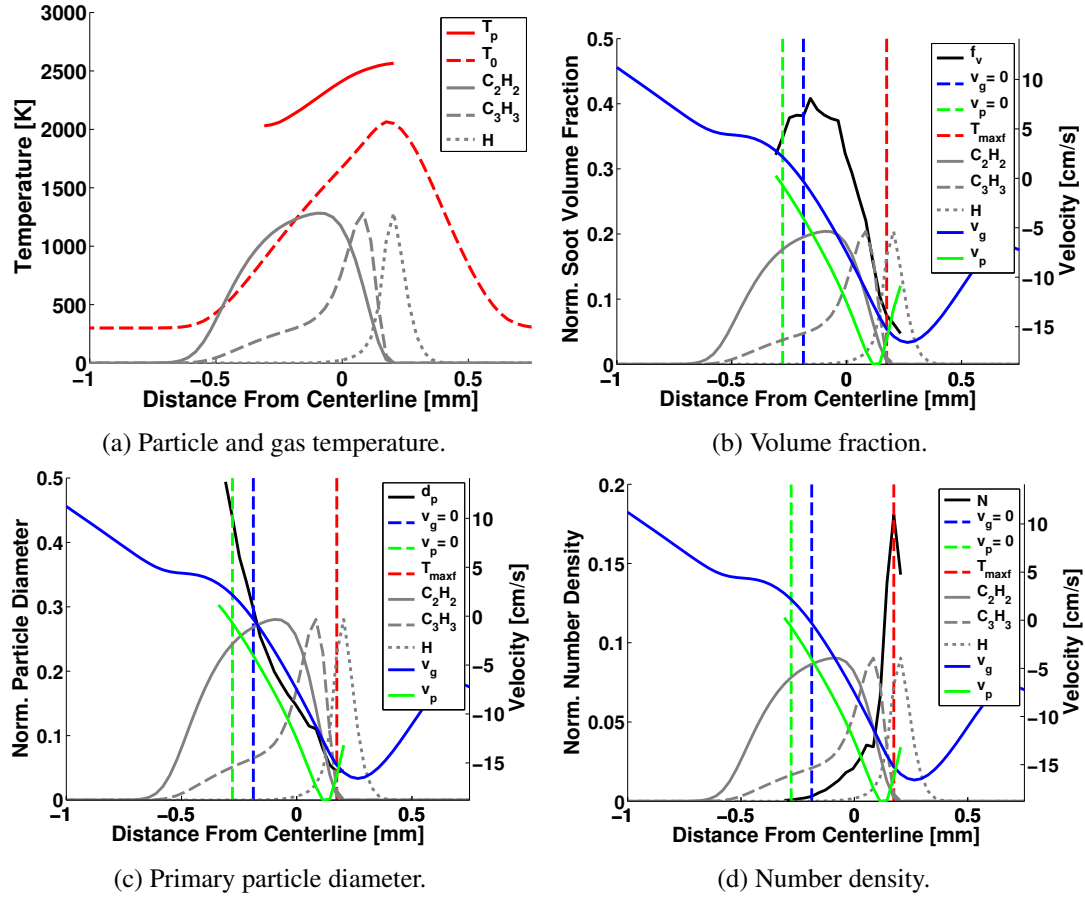 3000
2500
2000
1500
1000
500
0
Temperature [K]
T_p
T_0
C_2H_2
C_3H_3
H
−1
−0.5
0
0.5
Distance From Centerline [mm]
(a) Particle and gas temperature.
0.5
0.4
0.3
0.2
0.1
0
Norm. Soot Volume Fraction
f_v
v_g = 0
v_p = 0
T_maxf
C_2H_2
C_3H_3
H
v_g
v_p
10
5
0
−5
−10
−15
Velocity [cm/s]
−1
−0.5
0
0.5
Distance From Centerline [mm]
(b) Volume fraction.
0.5
0.4
0.3
0.2
0.1
0
Norm. Particle Diameter
d_p
v_g = 0
v_p = 0
T_maxf
C_2H_2
C_3H_3
H
v_g
v_p
10
5
0
−5
−10
−15
Velocity [cm/s]
−1
−0.5
0
0.5
Distance From Centerline [mm]
(c) Primary particle diameter.
0.2
0.15
0.1
0.05
0
Norm. Number Density
N
v_g = 0
v_p = 0
T_maxf
C_2H_2
C_3H_3
H
v_g
v_p
10
5
0
−5
−10
−15
Velocity [cm/s]
−1
−0.5
0
0.5
Distance From Centerline [mm]
(d) Number density.